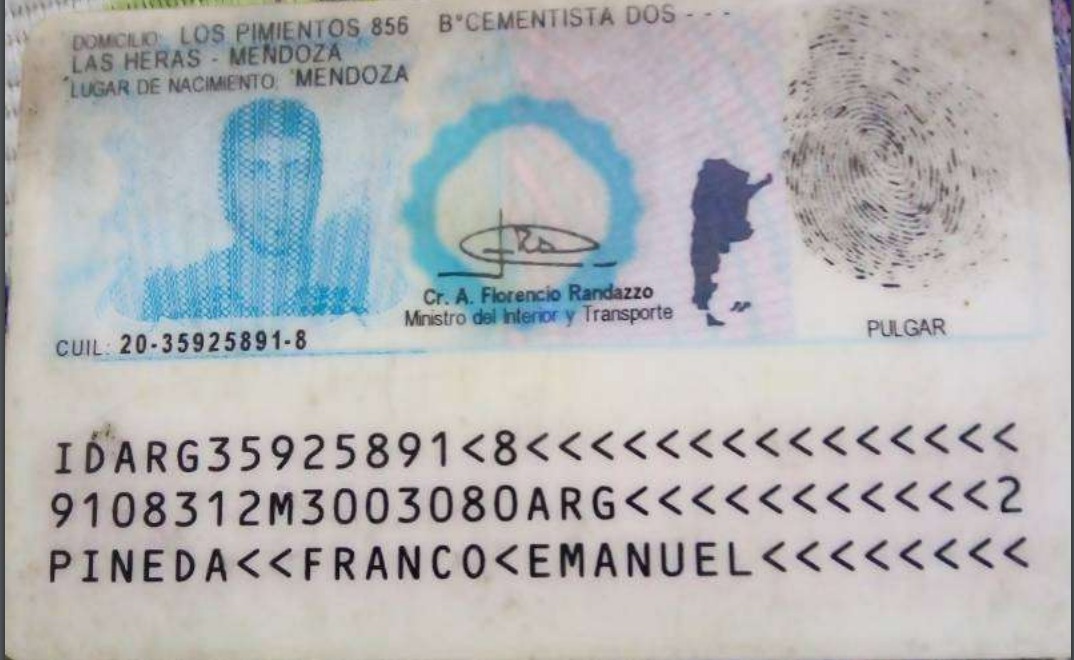 DOMICILIO: LOS PIMIENTOS 856 B°CEMENTISTA DOS - - -
LAS HERAS - MENDOZA
LUGAR DE NACIMIENTO: MENDOZA
Cr. A. Florencio Randazzo
Ministro del Interior y Transporte
PULGAR
CUIL: 20-35925891-8
IDARG35925891<8<<<<<<<<<<<<<<<
9108312M3003080ARG<<<<<<<<<<<2
PINEDA<<FRANCO<EMANUEL<<<<<<<<